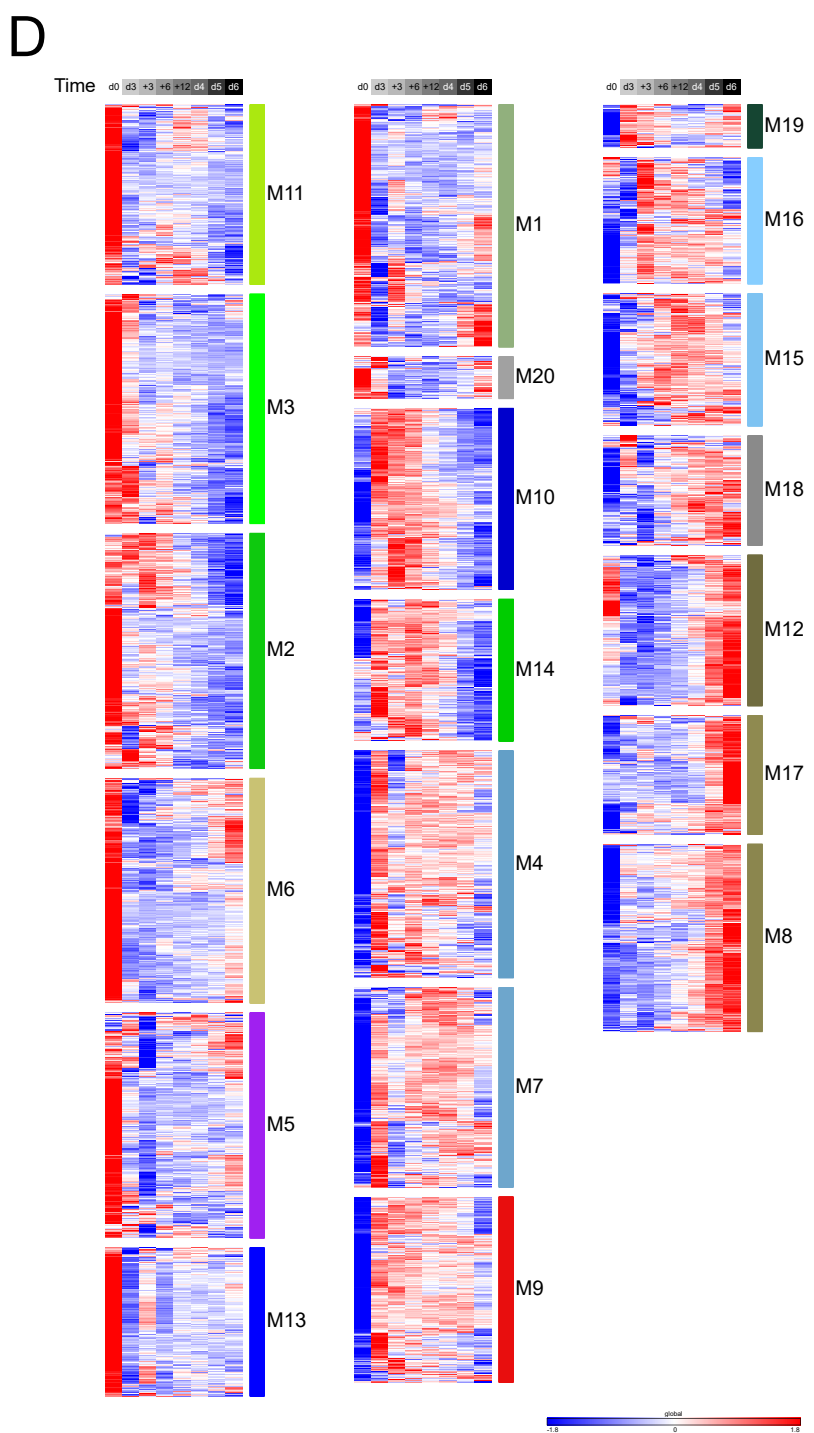 D
Time d0 d3 +3 +6 +12 d4 d5 d6
d0 d3 +3 +6 +12 d4 d5 d6
d0 d3 +3 +6 +12 d4 d5 d6
M11
M3
M2
M6
M5
M13
M1
M20
M10
M14
M4
M7
M9
M19
M16
M15
M18
M12
M17
M8
global
-1.8 0 1.8